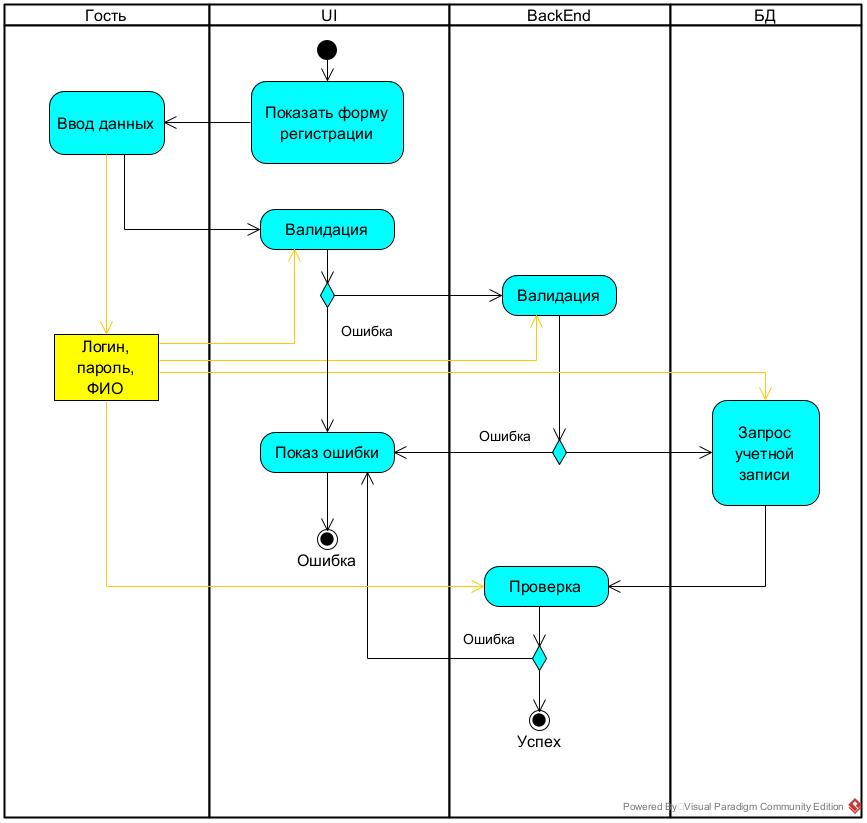 Гость
UI
BackEnd
БД
Показать форму
регистрации
Ввод данных
Валидация
Валидация
Ошибка
Логин,
пароль,
ФИО
Запрос
учетной
записи
Ошибка
Показ ошибки
Ошибка
Проверка
Ошибка
Успех
Powered By Visual Paradigm Community Edition